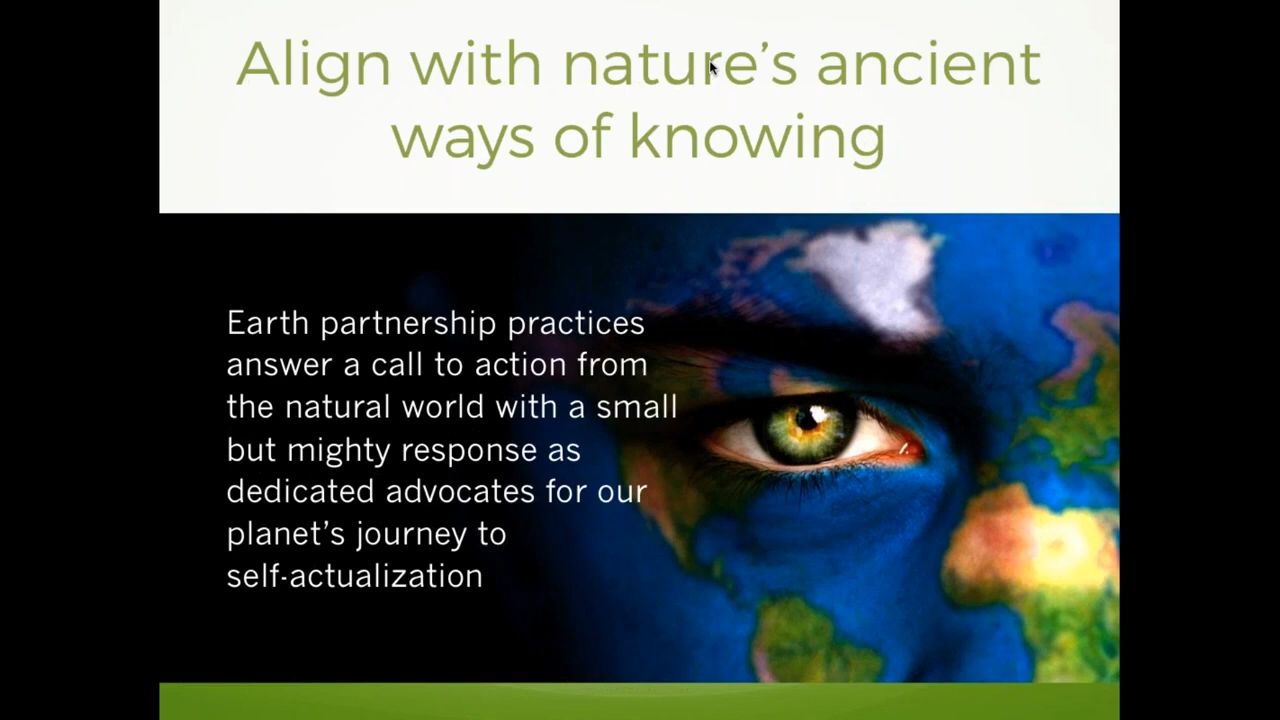 Align with nature’s ancient
ways of knowing
Earth partnership practices
answer a call to action from
the natural world with a small
but mighty response as
dedicated advocates for our
planet’s journey to
self-actualization